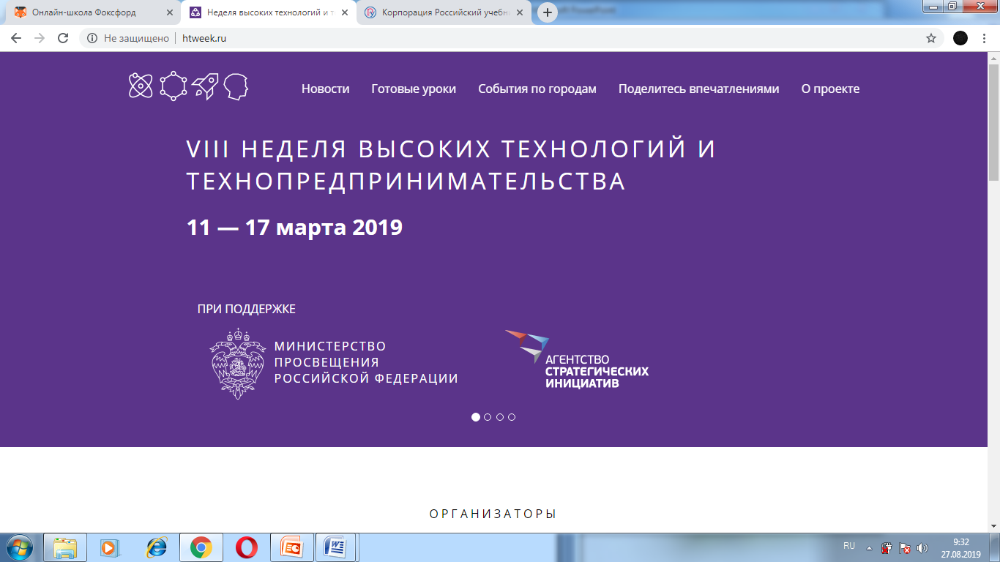 Онлайн-школа Фоксфорд
Неделя высоких технологий и т
Корпорация Российский учебн
Не защищено
htweek.ru
Новости
Готовые уроки
События по городам
Поделитесь впечатлениями
О проекте
VIII НЕДЕЛЯ ВЫСОКИХ ТЕХНОЛОГИЙ И
ТЕХНОПРЕДПРИНИМАТЕЛЬСТВА
11 — 17 марта 2019
ПРИ ПОДДЕРЖКЕ
МИНИСТЕРСТВО
ПРОСВЕЩЕНИЯ
РОССИЙСКОЙ ФЕДЕРАЦИИ
АГЕНТСТВО
СТРАТЕГИЧЕСКИХ
ИНИЦИАТИВ
ОРГАНИЗАТОРЫ
RU
9:32
27.08.2019